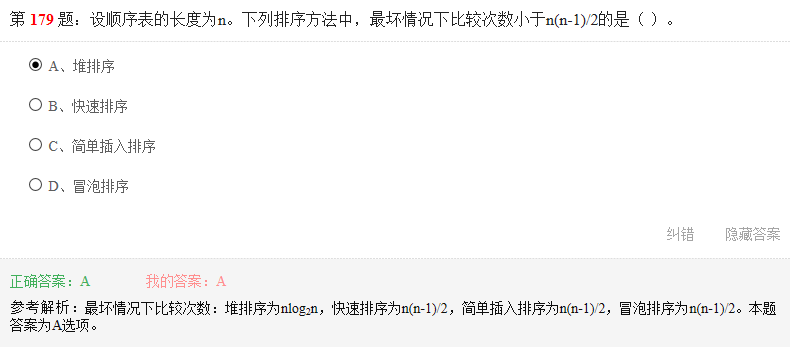 第 179 题：设顺序表的长度为n。下列排序方法中，最坏情况下比较次数小于n(n-1)/2的是（ ）。
A、堆排序
B、快速排序
C、简单插入排序
D、冒泡排序
纠错 隐藏答案
正确答案：A 我的答案：A
参考解析：最坏情况下比较次数：堆排序为nlog₂n，快速排序为n(n-1)/2，简单插入排序为n(n-1)/2，冒泡排序为n(n-1)/2。本题
答案为A选项。